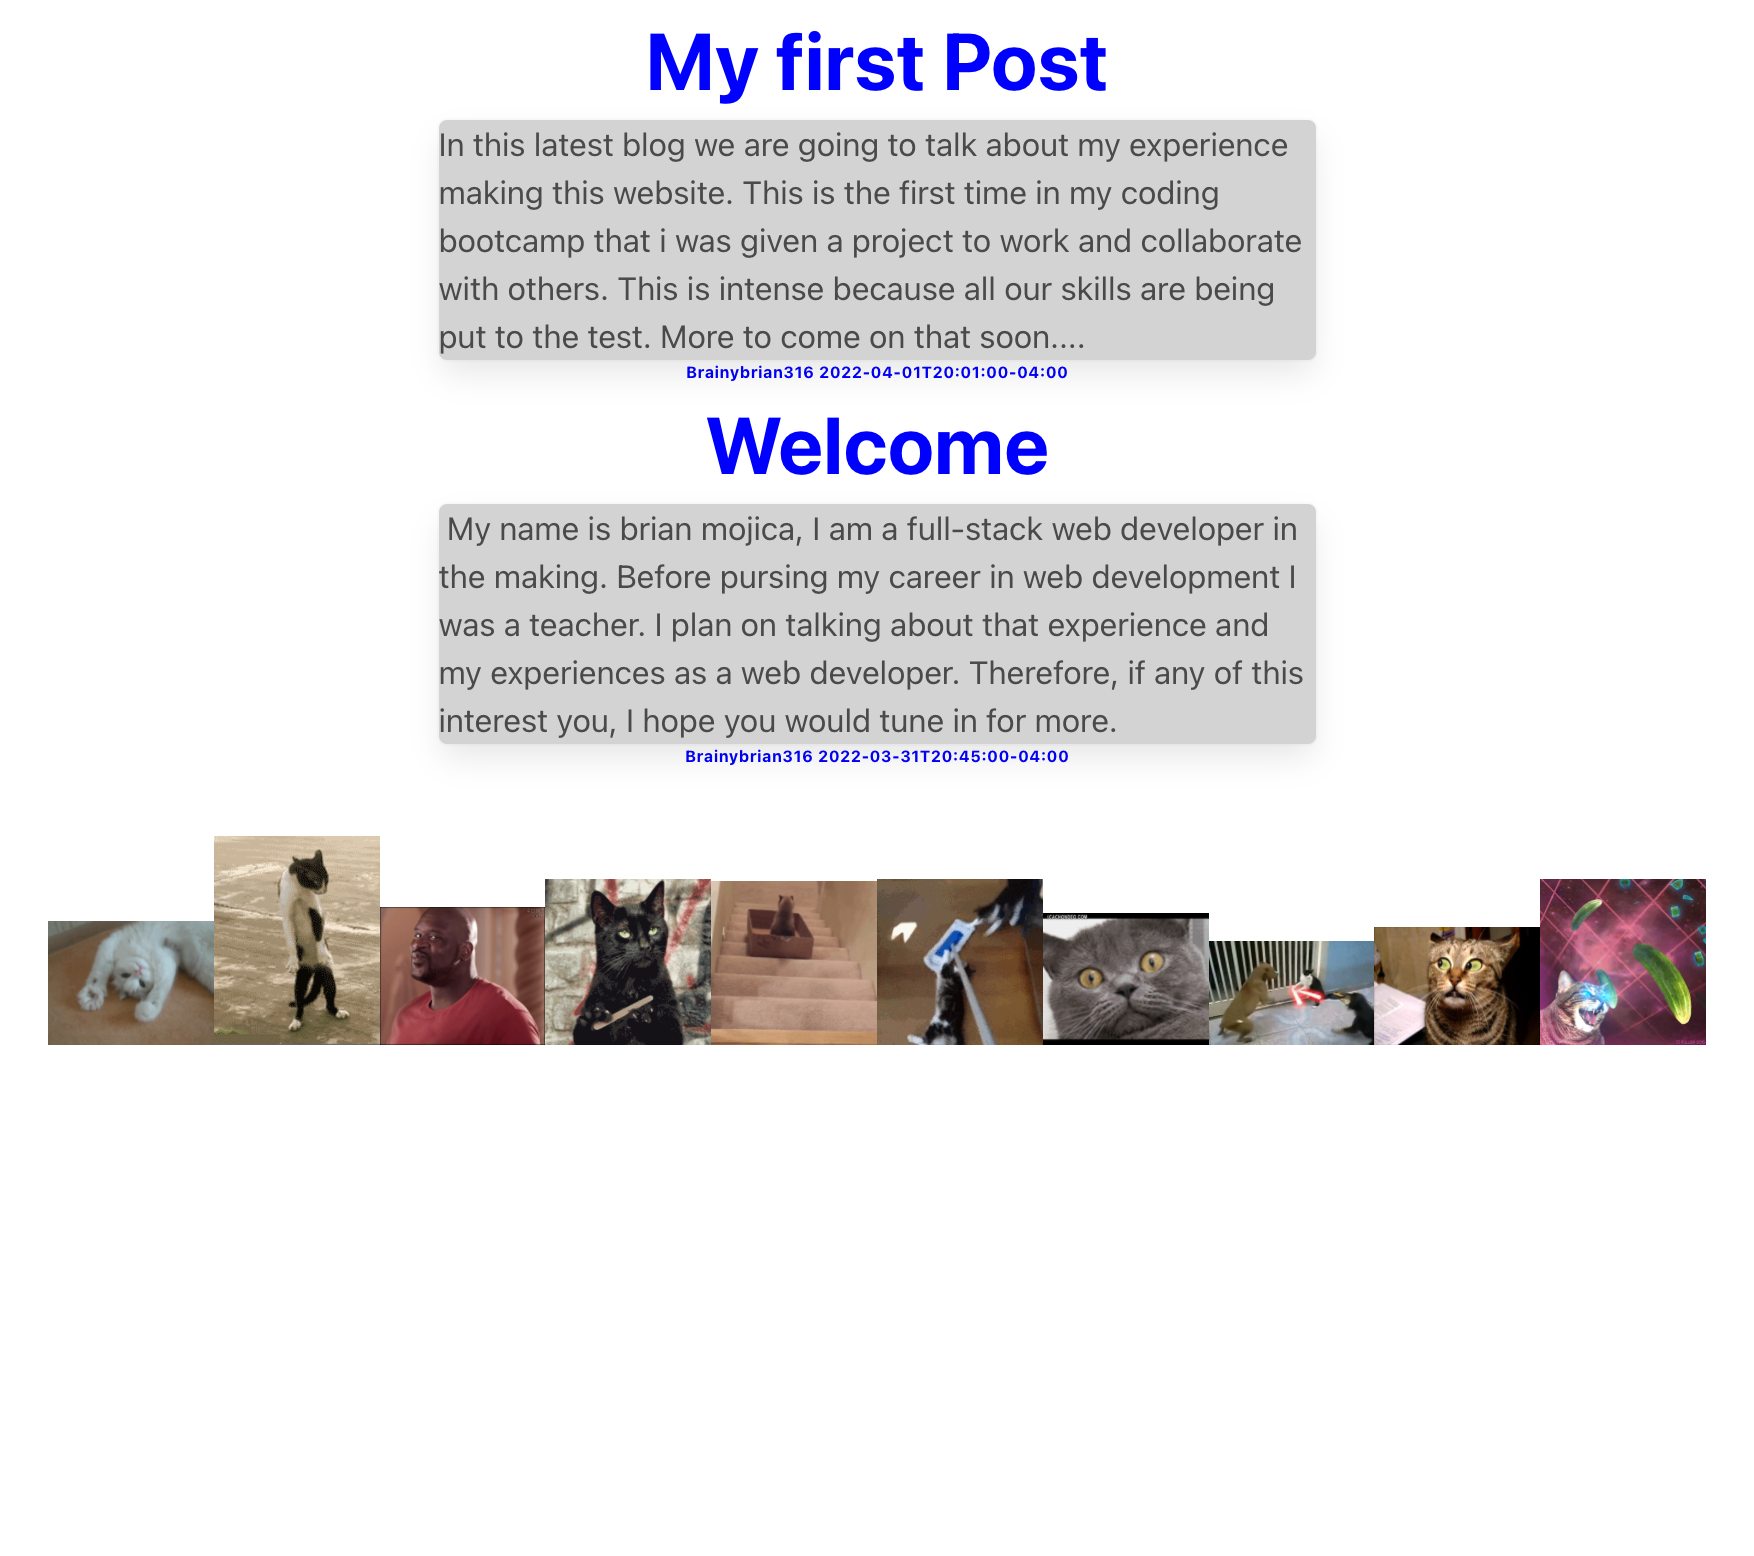 My first Post
In this latest blog we are going to talk about my experience
making this website. This is the first time in my coding
bootcamp that i was given a project to work and collaborate
with others. This is intense because all our skills are being
put to the test. More to come on that soon....
Brainybrian316 2022-04-01T20:01:00-04:00
Welcome
My name is brian mojica, I am a full-stack web developer in
the making. Before pursing my career in web development I
was a teacher. I plan on talking about that experience and
my experiences as a web developer. Therefore, if any of this
interest you, I hope you would tune in for more.
Brainybrian316 2022-03-31T20:45:00-04:00